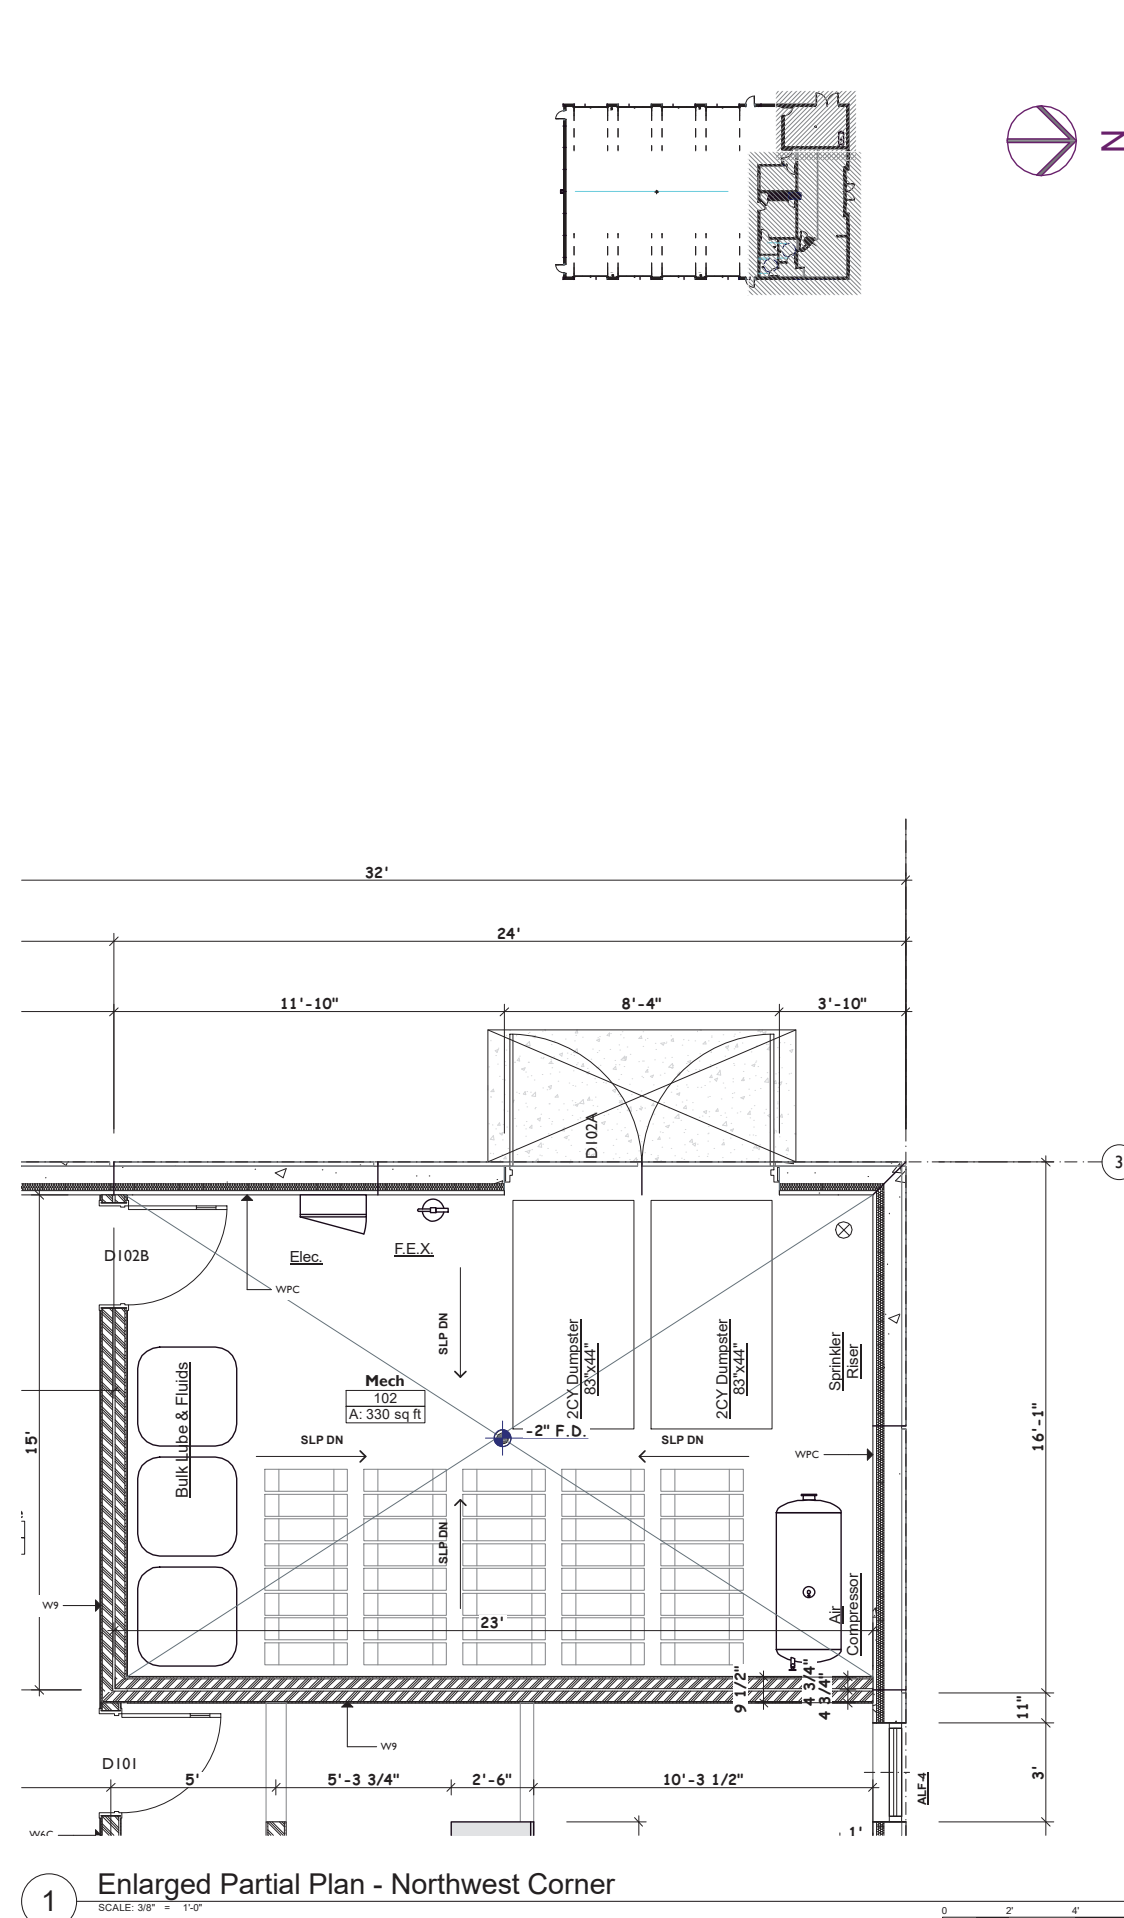 N
32'
24'
11'-10"
8'-4"
3'-10"
D102A
3
D102B
Elec.
F.E.X.
WPC
SLP DN
2CY Dumpster
83"x44"
2CY Dumpster
83"x44"
Sprinkler
Riser
Bulk Lube & Fluids
Mech
102
A: 330 sq ft
-2" F.D.
SLP DN
SLP DN
WPC
15'
16'-1"
SLP DN
W9
Air
Compressor
23'
9 1/2"
4 3/4"
4 3/4"
11"
W9
D101
5'
5'-3 3/4"
2'-6"
10'-3 1/2"
3'
ALF-4
W6C
1'
1
Enlarged Partial Plan - Northwest Corner
SCALE: 3/8" = 1'-0"
0 2' 4'